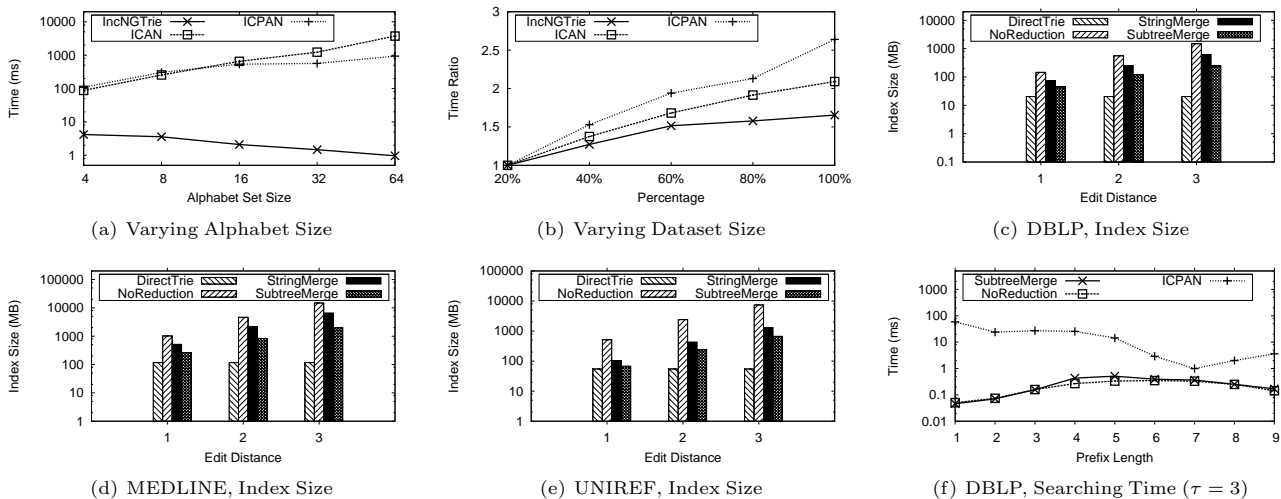 10000
1000
100
10
1
Time (ms)
IncNGTrie
ICAN
ICPAN
4 8 16 32 64
Alphabet Set Size
(a) Varying Alphabet Size
3
2.5
2
1.5
1
Time Ratio
IncNGTrie
ICAN
ICPAN
20% 40% 60% 80% 100%
Percentage
(b) Varying Dataset Size
10000
1000
100
10
1
0.1
Index Size (MB)
DirectTrie
NoReduction
StringMerge
SubtreeMerge
1 2 3
Edit Distance
(c) DBLP, Index Size
100000
10000
1000
100
10
1
Index Size (MB)
DirectTrie
NoReduction
StringMerge
SubtreeMerge
1 2 3
Edit Distance
(d) MEDLINE, Index Size
100000
10000
1000
100
10
1
Index Size (MB)
DirectTrie
NoReduction
StringMerge
SubtreeMerge
1 2 3
Edit Distance
(e) UNIREF, Index Size
1000
100
10
1
0.1
0.01
Time (ms)
SubtreeMerge
NoReduction
ICPAN
1 2 3 4 5 6 7 8 9
Prefix Length
(f) DBLP, Searching Time (τ = 3)